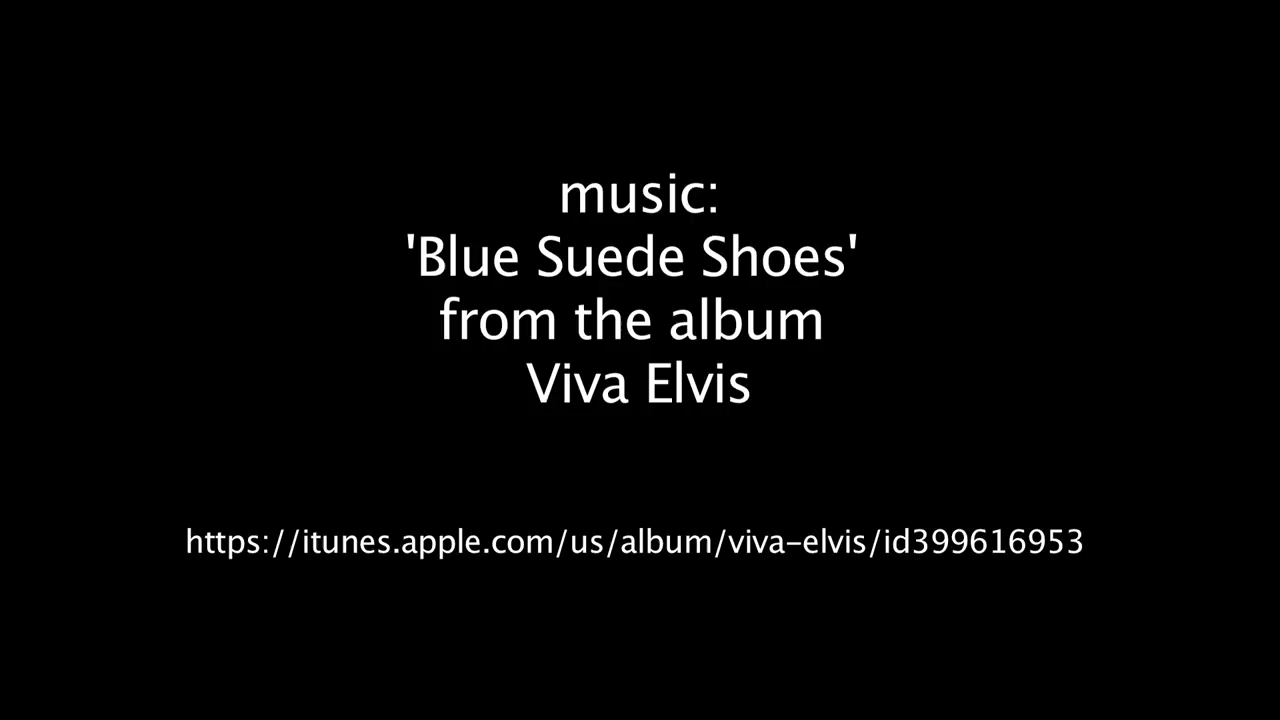 music:
'Blue Suede Shoes'
from the album
Viva Elvis
https://itunes.apple.com/us/album/viva-elvis/id399616953